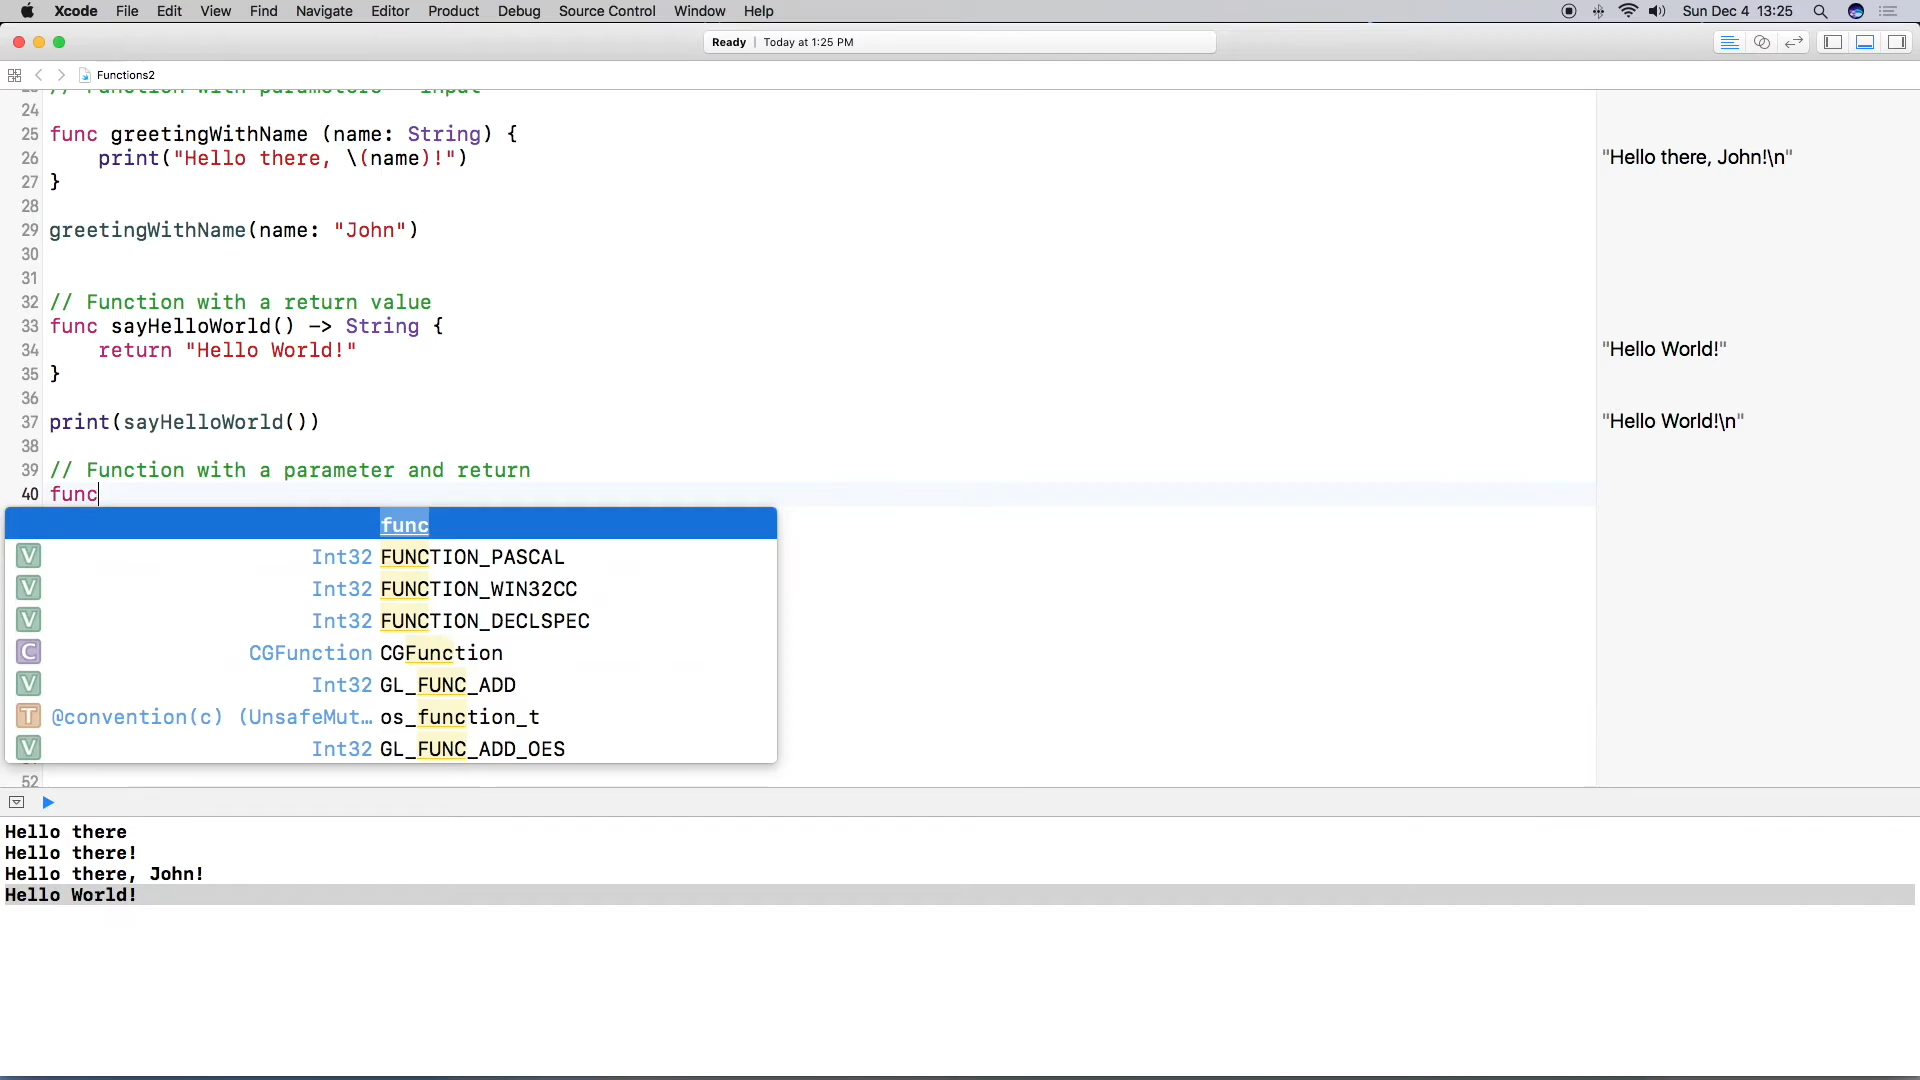 Xcode File Edit View Find Navigate Editor Product Debug Source Control Window Help Sun Dec 4 13:25
Ready | Today at 1:25 PM
Functions2
23 // Function with parameters - input
24
25 func greetingWithName (name: String) {
26 print("Hello there, \(name)!") "Hello there, John!\n"
27 }
28
29 greetingWithName(name: "John")
30
31
32 // Function with a return value
33 func sayHelloWorld() -> String {
34 return "Hello World!" "Hello World!"
35 }
36
37 print(sayHelloWorld()) "Hello World!\n"
38
39 // Function with a parameter and return
40 func
func
V Int32 FUNCTION_PASCAL
V Int32 FUNCTION_WIN32CC
V Int32 FUNCTION_DECLSPEC
C CGFunction CGFunction
V Int32 GL_FUNC_ADD
T @convention(c) (UnsafeMut... os_function_t
V Int32 GL_FUNC_ADD_OES
52
Hello there
Hello there!
Hello there, John!
Hello World!